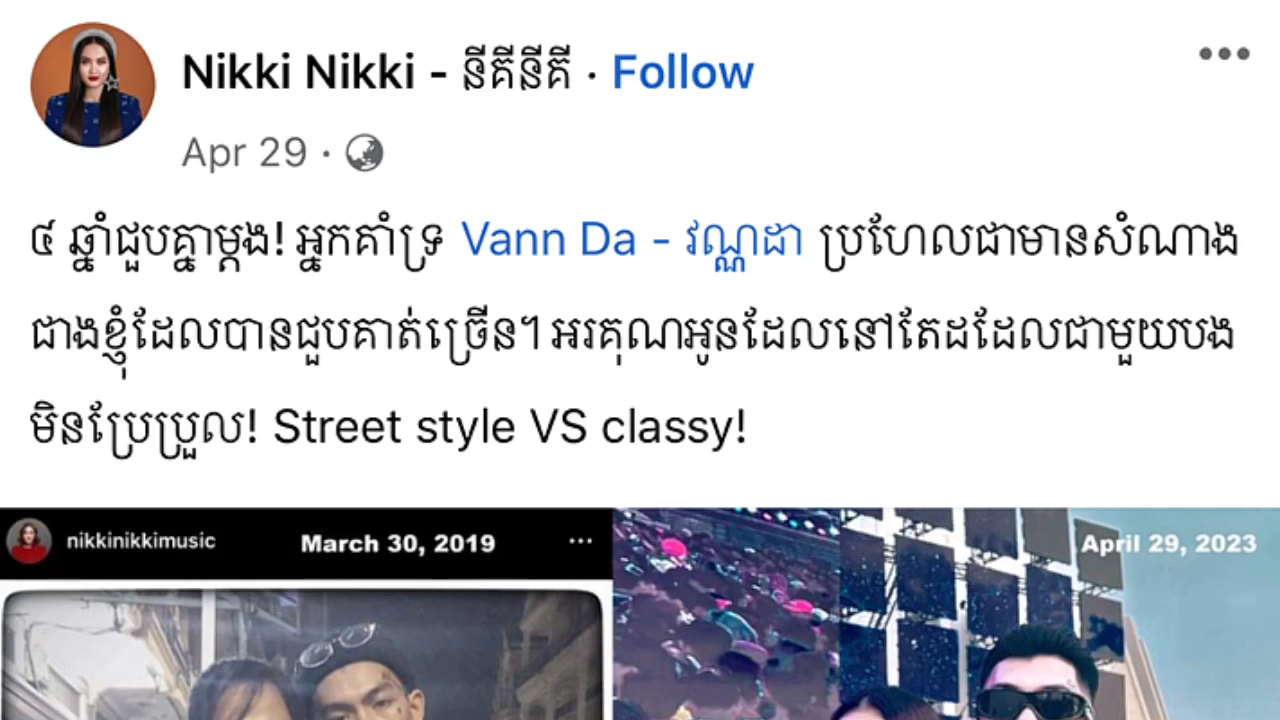 Nikki Nikki - នីគីនីគី · Follow
Apr 29 ·
៤ ឆ្នាំជួបគ្នាម្ដង! អ្នកគាំទ្រ Vann Da - វណ្ណដា ប្រហែលជាមានសំណាង
ជាងខ្ញុំដែលបានជួបគាត់ច្រើនៗ អរគុណអូនដែលនៅតែដដែលជាមួយបង
មិនប្រែប្រួល! Street style VS classy!
nikkinikkimusic March 30, 2019
April 29, 2023